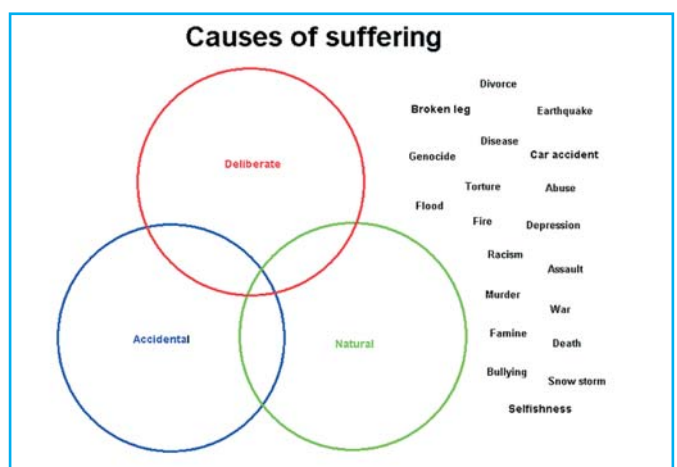 Causes of suffering
Divorce
Broken leg
Earthquake
Disease
Genocide
Car accident
Deliberate
Torture
Abuse
Flood
Fire
Depression
Racism
Assault
Murder
War
Famine
Death
Accidental
Natural
Bullying
Snow storm
Selfishness